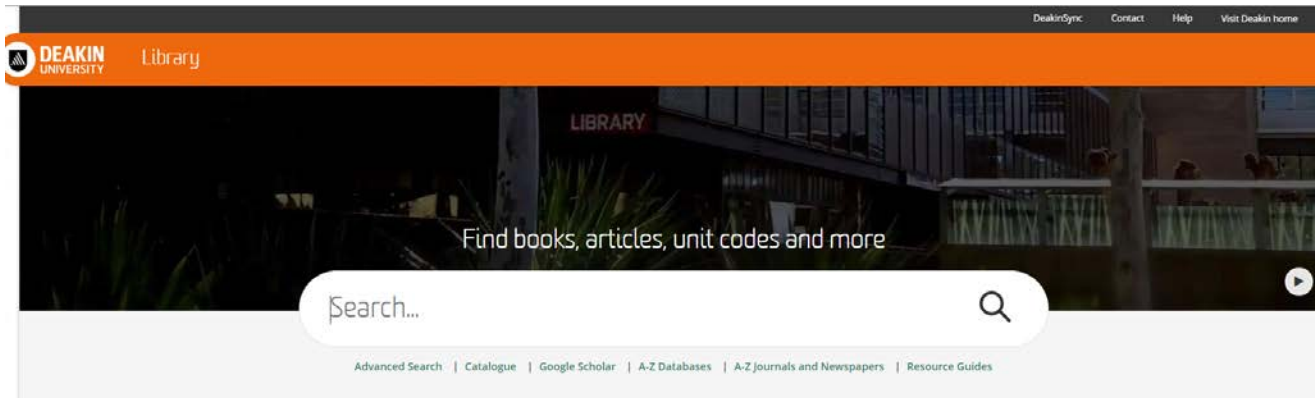 DeakinSync Contact Help Visit Deakin home
DEAKIN
UNIVERSITY
Library
LIBRARY
Find books, articles, unit codes and more
Search...
Advanced Search | Catalogue | Google Scholar | A-Z Databases | A-Z Journals and Newspapers | Resource Guides